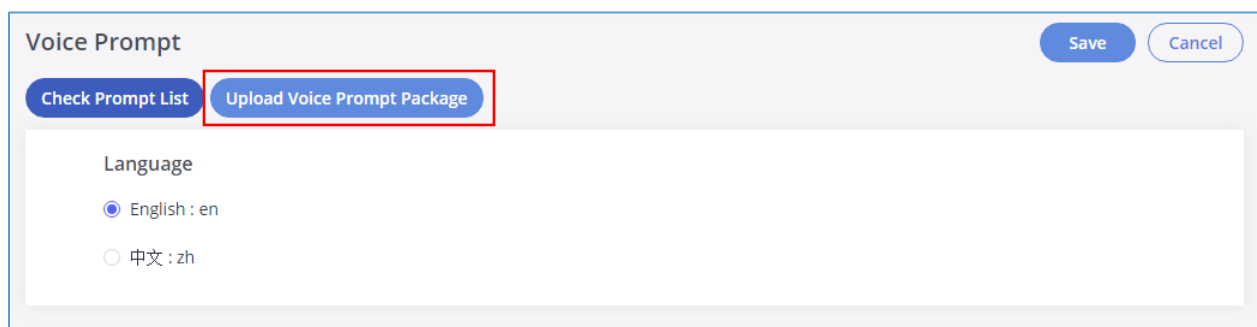 Voice Prompt
Save
Cancel
Check Prompt List
Upload Voice Prompt Package
Language
English : en
中文 : zh